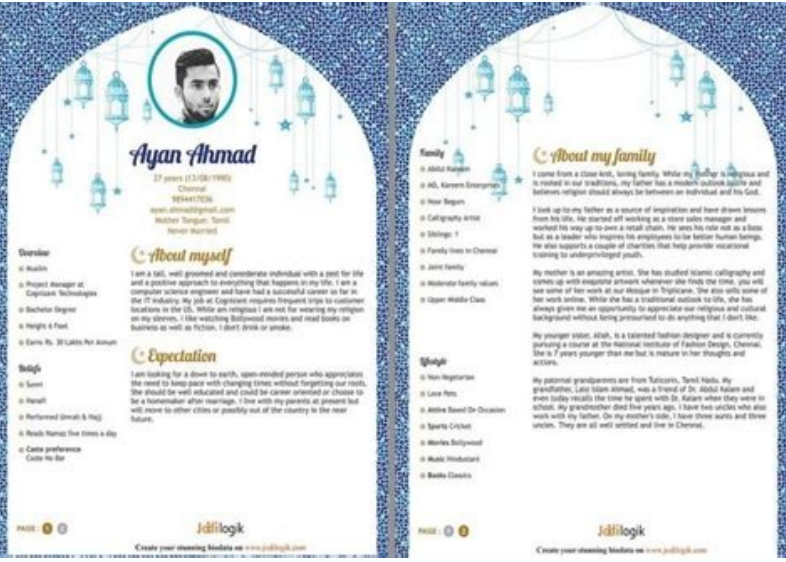 Ayan Ahmad
27 years (13/08/1990)
Chennai
9894417036
ayan.ahmad@gmail.com
Mother Tongue: Tamil
Never Married
Overview
Muslim
Project Manager at
Cognizant Technologies
Bachelor Degree
Height 6 Feet
Earns Rs. 30 Lakhs Per Annum
Beliefs
Sunni
Hanafi
Performed Umrah & Hajj
Reads Namaz five times a day
Caste preference
Caste No Bar
About myself
I am a tall, well groomed and considerate individual with a zest for life
and a positive approach to everything that happens in my life. I am a
computer science engineer and have had a successful career so far in
the IT industry. My job at Cognizant requires frequent trips to customer
locations in the US. While am religious I am not for wearing my religion
on my sleeves. I like watching Bollywood movies and read books on
business as well as fiction. I don't drink or smoke.
Expectation
I am looking for a down to earth, open-minded person who appreciates
the need to keep pace with changing times without forgetting our roots.
She should be well educated and could be career oriented or choose to
be a homemaker after marriage. I live with my parents at present but
will move to other cities or possibly out of the country in the near
future.
PAGE : 1 2
Jodilogik
Create your stunning biodata on www.jodilogik.com
Family
Abdul Kareem
MD, Kareem Enterprises
Noor Begum
Calligraphy Artist
Siblings: 1
Family lives in Chennai
Joint family
Moderate family values
Upper Middle Class
Lifestyle
Non Vegetarian
Love Pets
Attire Based On Occasion
Sports Cricket
Movies Bollywood
Music Hindustani
Books Classics
About my family
I come from a close-knit, loving family. While my mother is religious and
is rooted in our traditions, my father has a modern outlook to life and
believes religion should always be between an individual and his God.
I look up to my father as a source of inspiration and have drawn lessons
from his life. He started off working as a store sales manager and
worked his way up to own a retail chain. He sees his role not as a boss
but as a leader who inspires his employees to be better human beings.
He also supports a couple of charities that help provide vocational
training to underprivileged youth.
My mother is an amazing artist. She has studied Islamic calligraphy and
comes up with exquisite artwork whenever she finds the time. you will
see some of her work at our Mosque in Triplicane. She also sells some of
her work online. While she has a traditional outlook to life, she has
always given me an opportunity to appreciate our religious and cultural
background without being pressured to do anything that I don't like.
My younger sister, Aliah, is a talented fashion designer and is currently
pursuing a course at the National Institute of Fashion Design, Chennai.
She is 7 years younger than me but is mature in her thoughts and
actions.
My paternal grandparents are from Tuticorin, Tamil Nadu. My
grandfather, Late Islam Ahmad, was a friend of Dr. Abdul Kalam and
even today recalls the time he spent with Dr. Kalam when they were in
school. My grandmother died five years ago. I have two uncles who also
work with my father. On my mother's side, I have three aunts and three
uncles. They are all well settled and live in Chennai.
PAGE : 1 2
Jodilogik
Create your stunning biodata on www.jodilogik.com